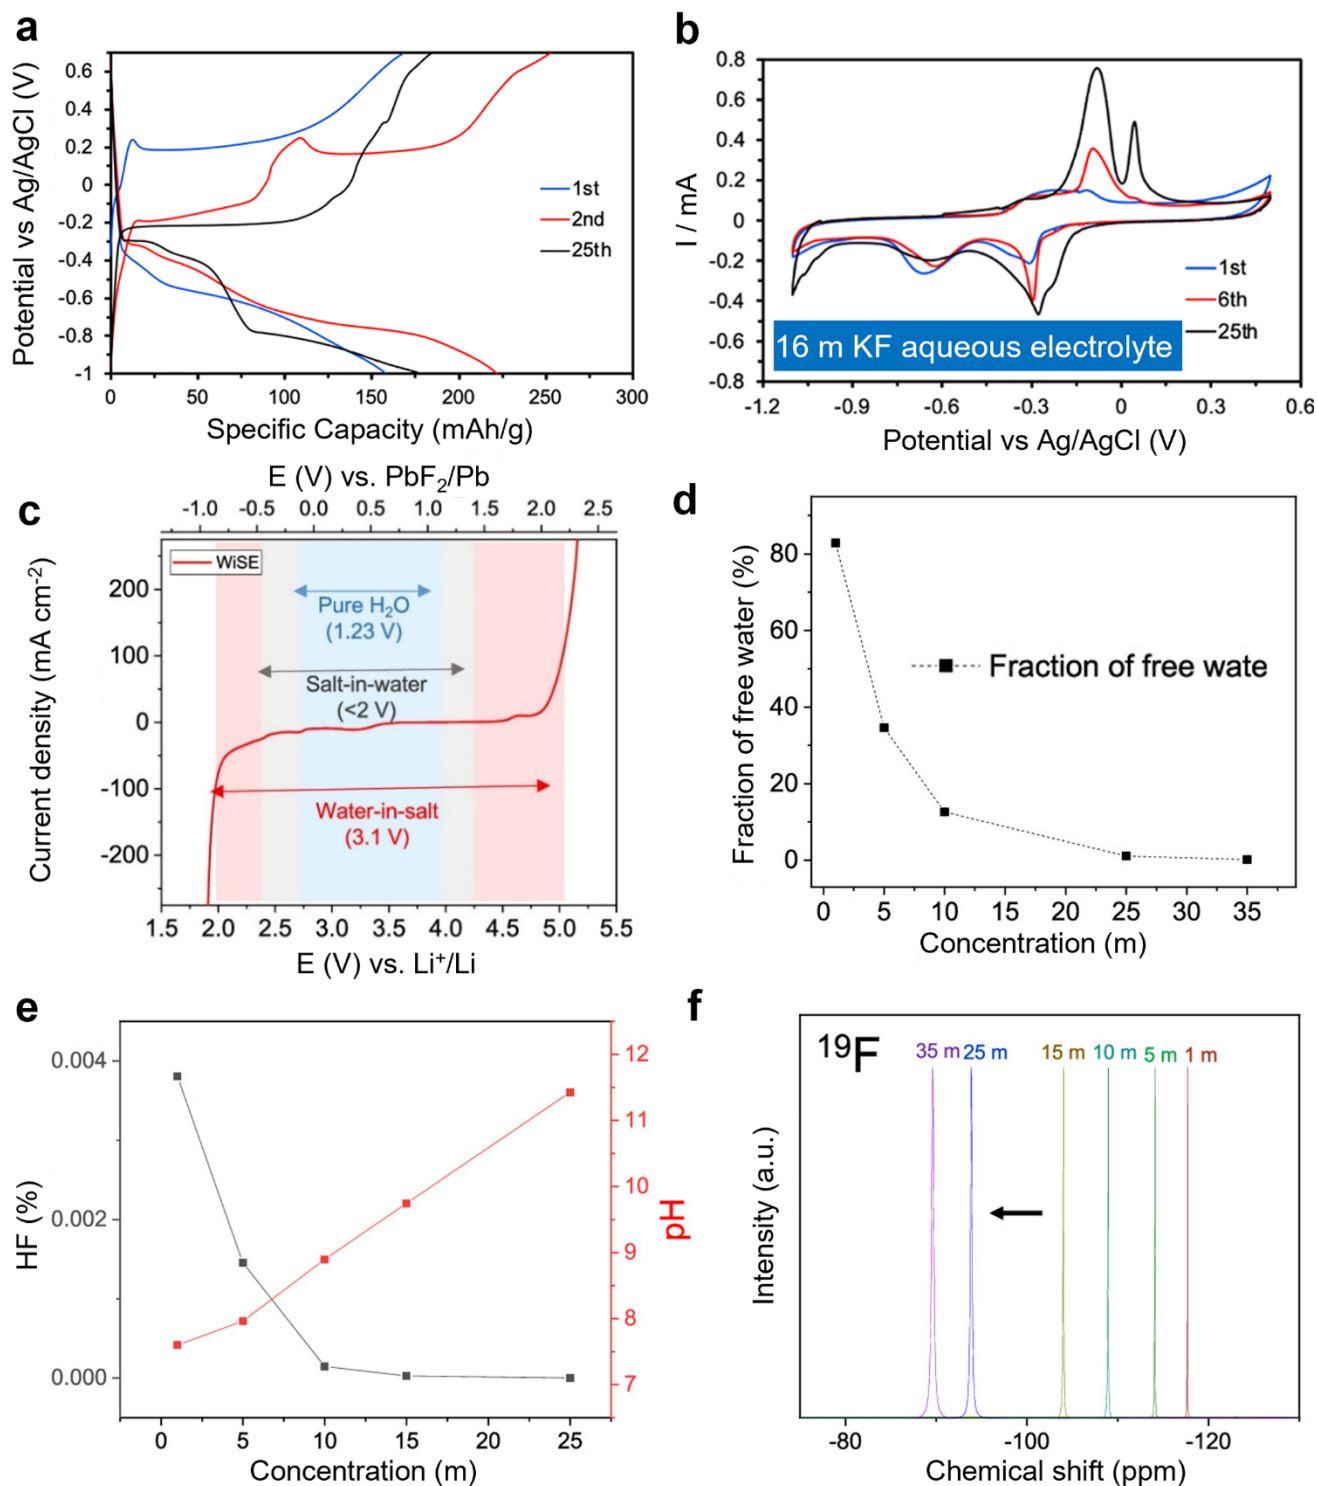 a
Potential vs Ag/AgCl (V)
0.6
0.4
0.2
0
-0.2
-0.4
-0.6
-0.8
-1
1st
2nd
25th
0 50 100 150 200 250 300
Specific Capacity (mAh/g)
b
I / mA
0.8
0.6
0.4
0.2
0
-0.2
-0.4
-0.6
-0.8
1st
6th
25th
16 m KF aqueous electrolyte
-1.2 -0.9 -0.6 -0.3 0 0.3 0.6
Potential vs Ag/AgCl (V)
c
E (V) vs. PbF₂/Pb
-1.0 -0.5 0.0 0.5 1.0 1.5 2.0 2.5
WiSE
Current density (mA cm⁻²)
200
100
0
-100
-200
Pure H₂O
(1.23 V)
Salt-in-water
(<2 V)
Water-in-salt
(3.1 V)
1.5 2.0 2.5 3.0 3.5 4.0 4.5 5.0 5.5
E (V) vs. Li⁺/Li
d
Fraction of free water (%)
80
60
40
20
0
Fraction of free wate
0 5 10 15 20 25 30 35
Concentration (m)
e
HF (%)
0.004
0.002
0.000
12
11
10
9
8
7
pH
0 5 10 15 20 25
Concentration (m)
f
¹⁹F
35 m 25 m 15 m 10 m 5 m 1 m
Intensity (a.u.)
-80 -100 -120
Chemical shift (ppm)